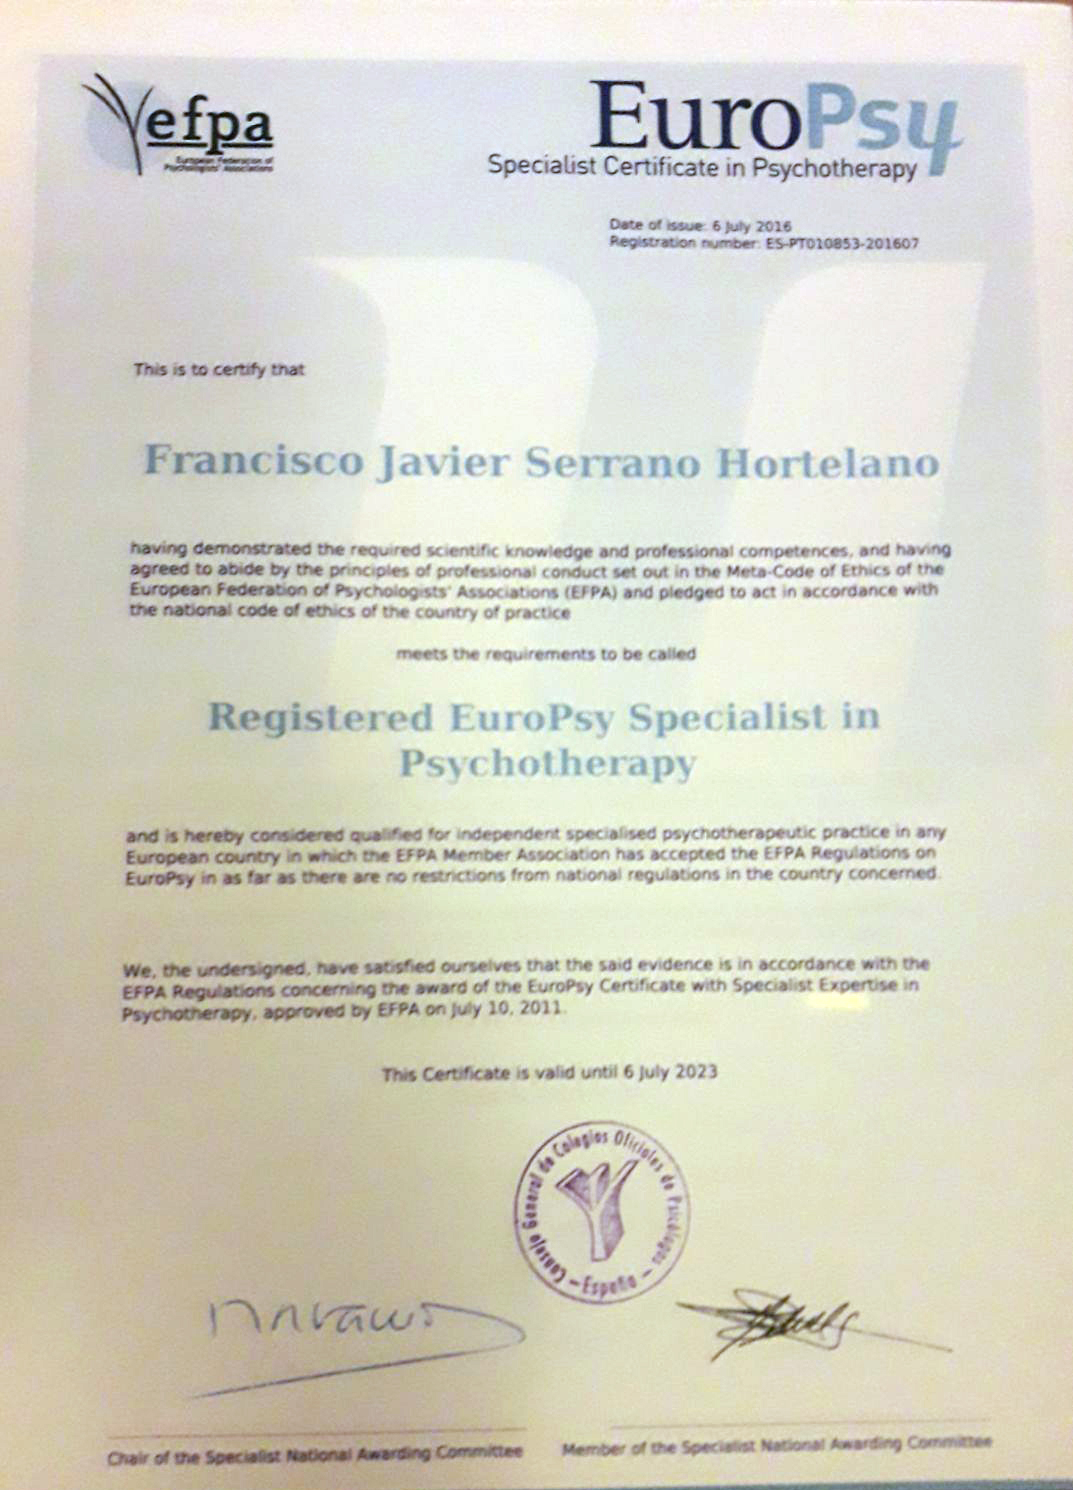 efpa
European Federation of
Psychologists' Associations
EuroPsy
Specialist Certificate in Psychotherapy
Date of issue: 6 July 2016
Registration number: ES-PT010853-201607
This is to certify that
Francisco Javier Serrano Hortelano
having demonstrated the required scientific knowledge and professional competences, and having
agreed to abide by the principles of professional conduct set out in the Meta-Code of Ethics of the
European Federation of Psychologists' Associations (EFPA) and pledged to act in accordance with
the national code of ethics of the country of practice
meets the requirements to be called
Registered EuroPsy Specialist in
Psychotherapy
and is hereby considered qualified for independent specialised psychotherapeutic practice in any
European country in which the EFPA Member Association has accepted the EFPA Regulations on
EuroPsy in as far as there are no restrictions from national regulations in the country concerned.
We, the undersigned, have satisfied ourselves that the said evidence is in accordance with the
EFPA Regulations concerning the award of the EuroPsy Certificate with Specialist Expertise in
Psychotherapy, approved by EFPA on July 10, 2011.
This Certificate is valid until 6 July 2023
Consejo General de Colegios Oficiales de Psicólogos
– España –
Chair of the Specialist National Awarding Committee
Member of the Specialist National Awarding Committee